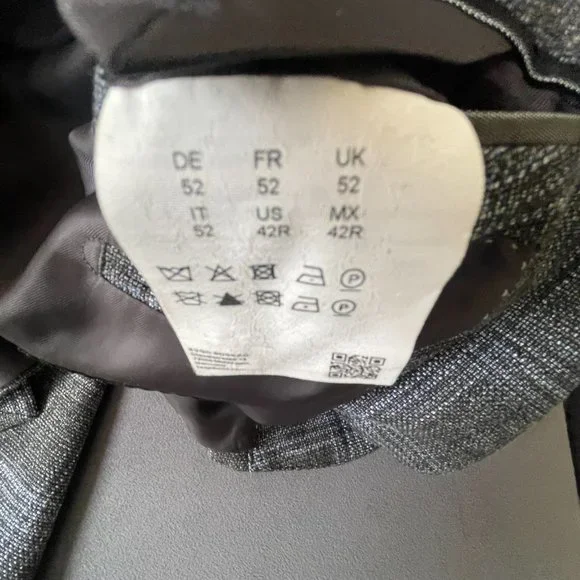 DE FR UK
52 52 52
IT US MX
52 42R 42R
P
P